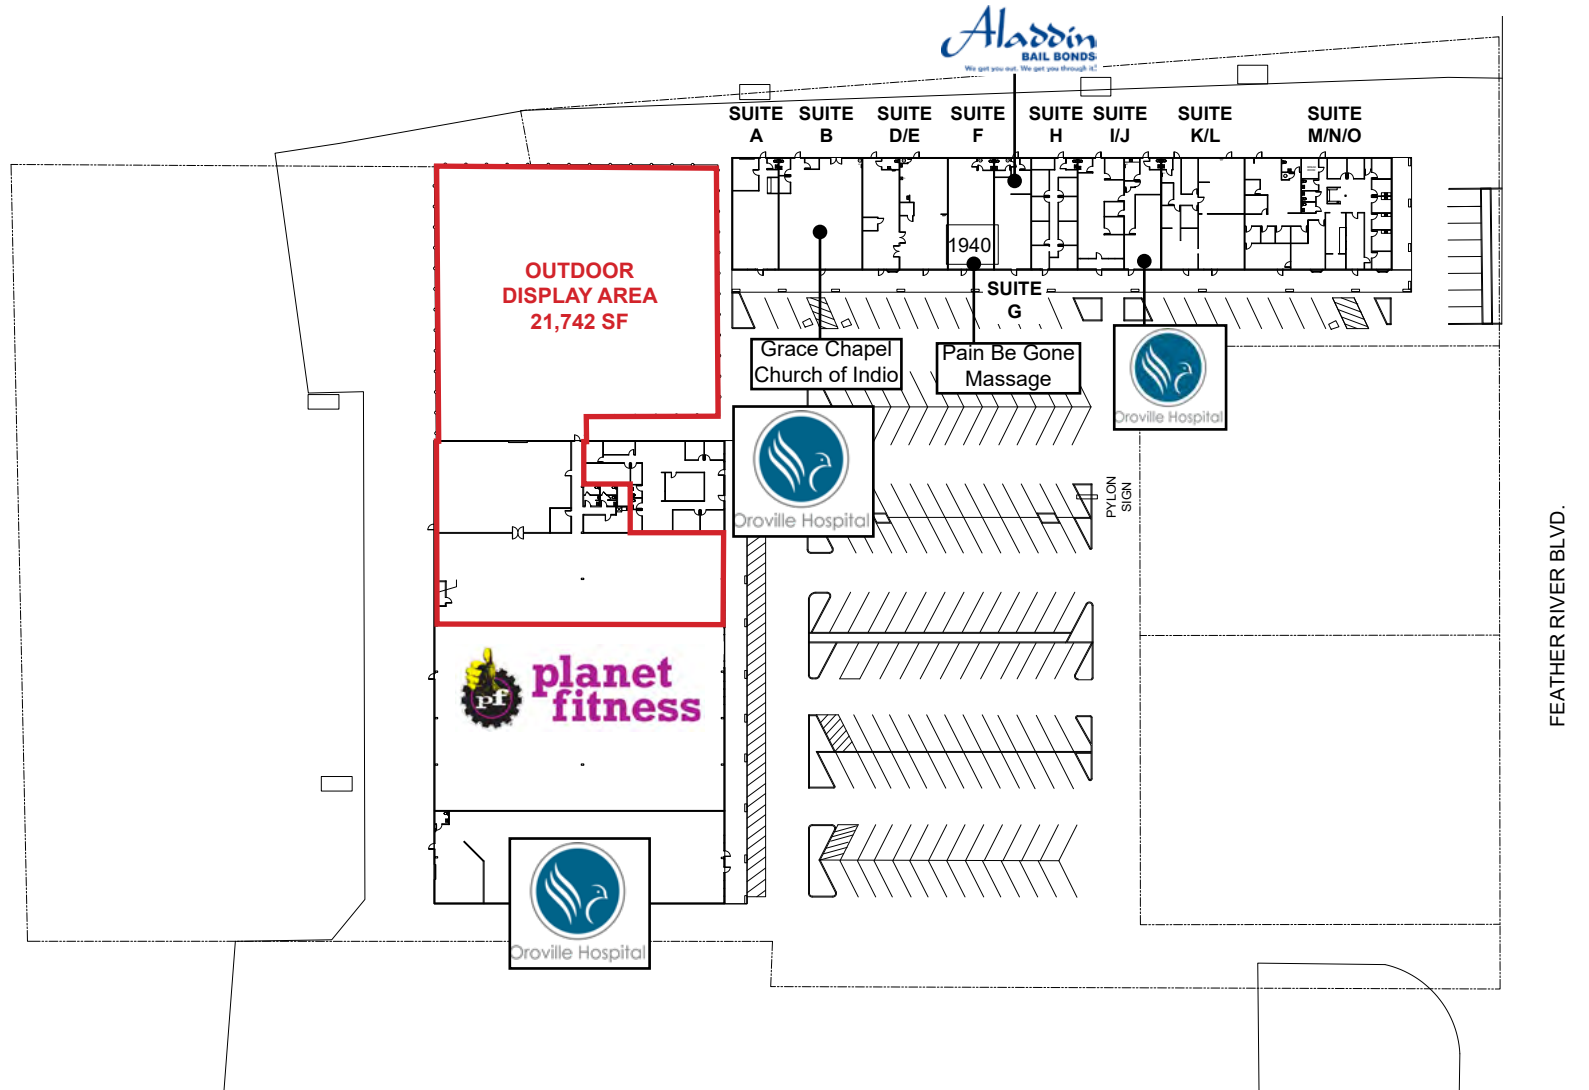 Aladdin
BAIL BONDS
We get you out. We get you through it.
SUITE
A
SUITE
B
SUITE
D/E
SUITE
F
SUITE
H
SUITE
I/J
SUITE
K/L
SUITE
M/N/O
1940
SUITE
G
OUTDOOR
DISPLAY AREA
21,742 SF
Grace Chapel
Church of Indio
Pain Be Gone
Massage
Oroville Hospital
Oroville Hospital
PYLON
SIGN
FEATHER RIVER BLVD.
pf
planet
fitness
Oroville Hospital